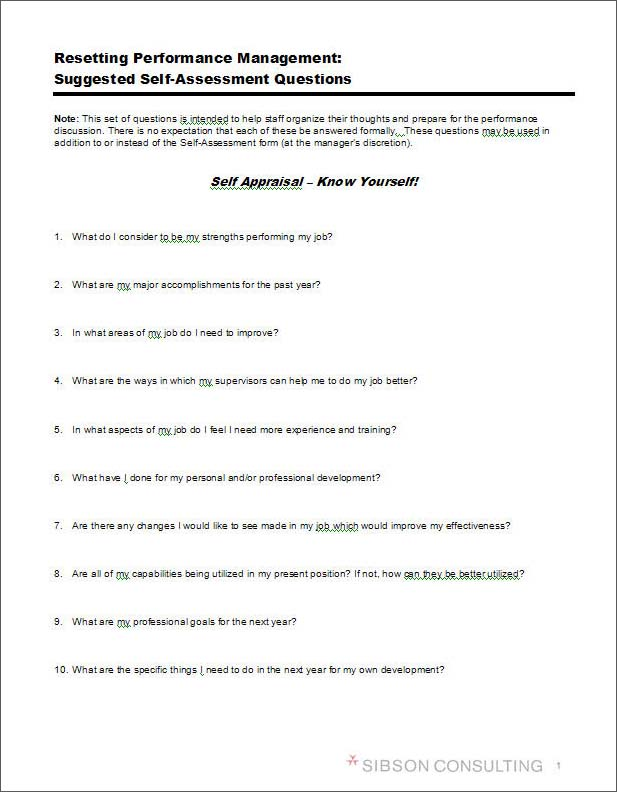 Resetting Performance Management:
Suggested Self-Assessment Questions
Note: This set of questions is intended to help staff organize their thoughts and prepare for the performance
discussion. There is no expectation that each of these be answered formally. These questions may be used in
addition to or instead of the Self-Assessment form (at the manager's discretion).
Self Appraisal – Know Yourself!
1. What do I consider to be my strengths performing my job?
2. What are my major accomplishments for the past year?
3. In what areas of my job do I need to improve?
4. What are the ways in which my supervisors can help me to do my job better?
5. In what aspects of my job do I feel I need more experience and training?
6. What have I done for my personal and/or professional development?
7. Are there any changes I would like to see made in my job which would improve my effectiveness?
8. Are all of my capabilities being utilized in my present position? If not, how can they be better utilized?
9. What are my professional goals for the next year?
10. What are the specific things I need to do in the next year for my own development?
SIBSON CONSULTING 1